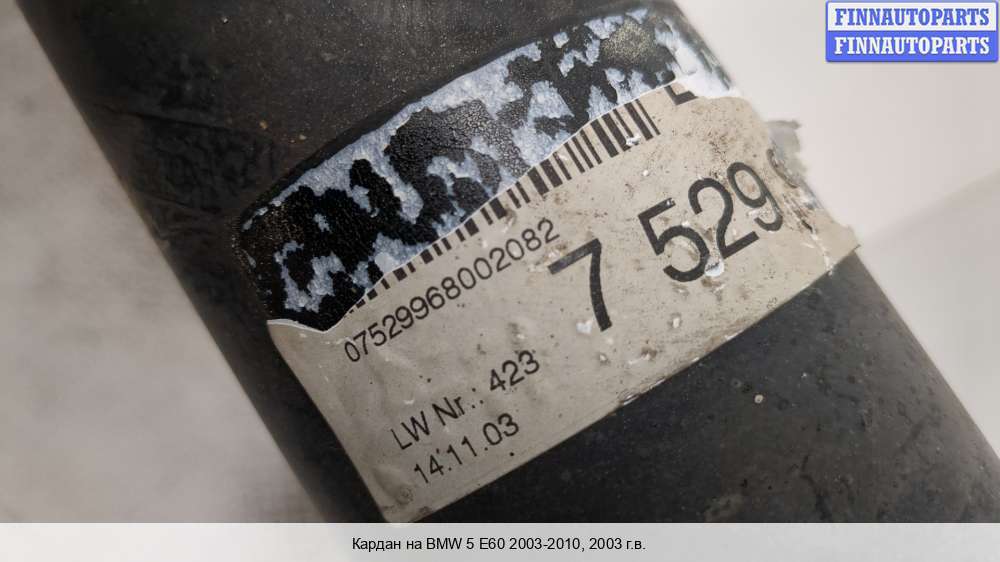 FINNAUTOPARTS
FINNAUTOPARTS
07529968002082
7 529
LW Nr.: 423
14.11.03
Кардан на BMW 5 E60 2003-2010, 2003 г.в.